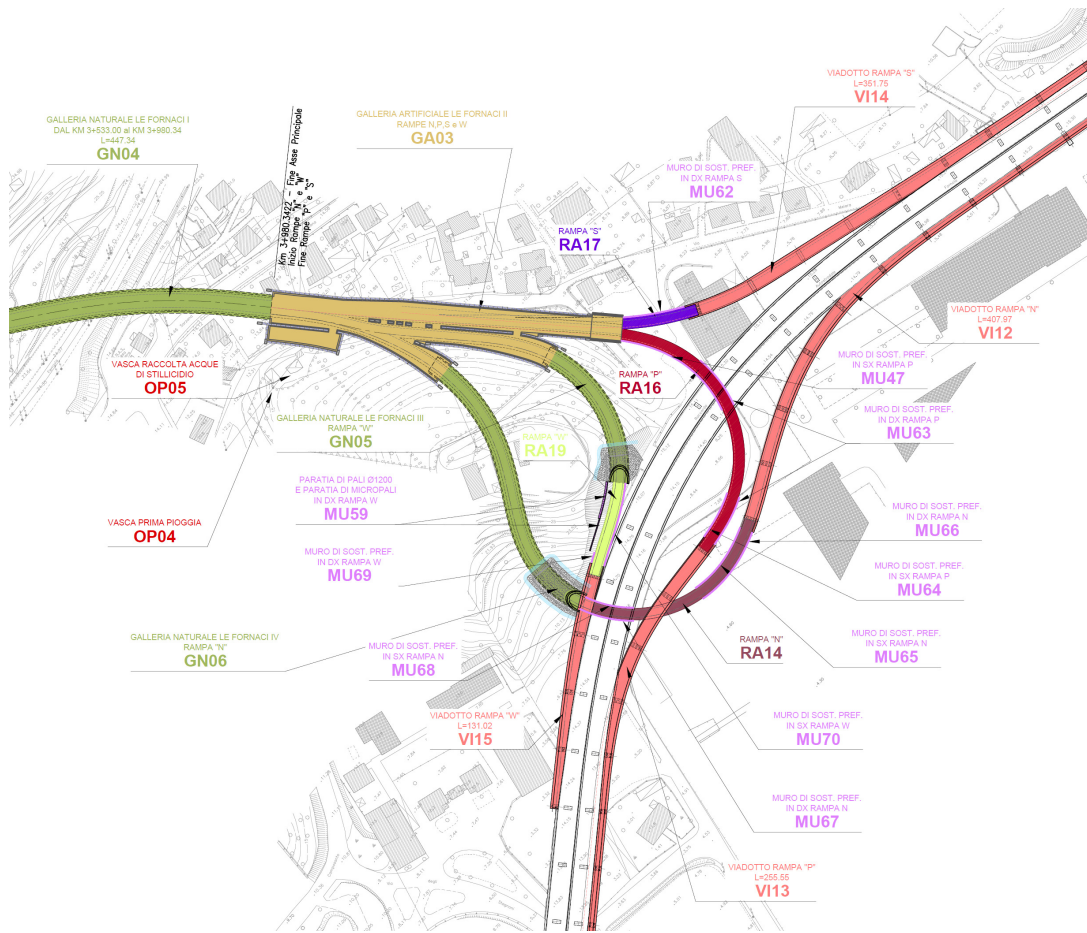 VIADOTTO RAMPA "S"
L=351.75
VI14
GALLERIA NATURALE LE FORNACI I
DAL KM 3+533.00 al KM 3+980.34
L=447.34
GN04
Km 3+980.3422 - Fine Asse Principale
Inizio Rampe "N" e "W"
Fine Rampe "P" e "S"
GALLERIA ARTIFICIALE LE FORNACI II
RAMPE N,P,S e W
GA03
MURO DI SOST. PREF.
IN DX RAMPA S
MU62
RAMPA "S"
RA17
VIADOTTO RAMPA "N"
L=407.97
VI12
VASCA RACCOLTA ACQUE
DI STILLICIDIO
OP05
RAMPA "P"
RA16
MURO DI SOST. PREF.
IN SX RAMPA P
MU47
GALLERIA NATURALE LE FORNACI III
RAMPA "W"
GN05
MURO DI SOST. PREF.
IN DX RAMPA P
MU63
RAMPA "W"
RA19
PARATIA DI PALI Ø1200
E PARATIA DI MICROPALI
IN DX RAMPA W
MU59
VASCA PRIMA PIOGGIA
OP04
MURO DI SOST. PREF.
IN DX RAMPA N
MU66
MURO DI SOST. PREF.
IN DX RAMPA W
MU69
MURO DI SOST. PREF.
IN SX RAMPA P
MU64
GALLERIA NATURALE LE FORNACI IV
RAMPA "N"
GN06
MURO DI SOST. PREF.
IN SX RAMPA N
MU68
RAMPA "N"
RA14
MURO DI SOST. PREF.
IN SX RAMPA N
MU65
VIADOTTO RAMPA "W"
L=131.02
VI15
MURO DI SOST. PREF.
IN SX RAMPA W
MU70
MURO DI SOST. PREF.
IN DX RAMPA N
MU67
VIADOTTO RAMPA "P"
L=255.55
VI13